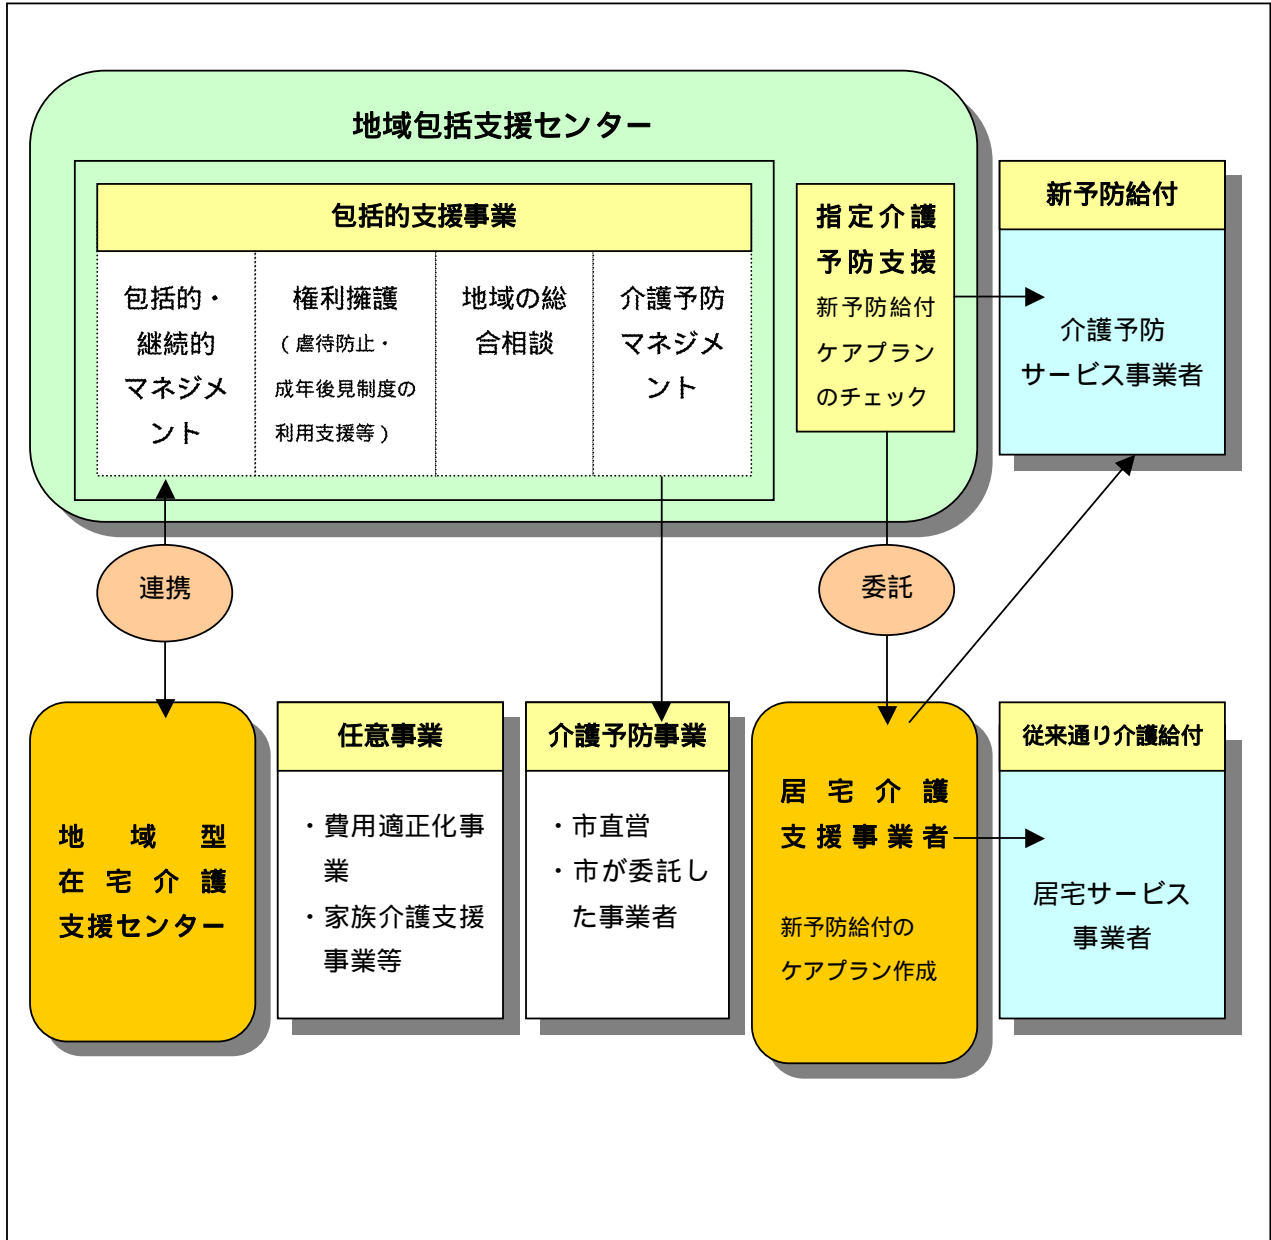 地域包括支援センター
包括的支援事業
包括的・
継続的
マネジメ
ント
権利擁護
（虐待防止・
成年後見制度の
利用支援等）
地域の総
合相談
介護予防
マネジメ
ント
指定介護
予防支援
新予防給付
ケアプラン
のチェック
新予防給付
介護予防
サービス事業者
連携
委託
地域型
在宅介護
支援センター
任意事業
・費用適正化事
業
・家族介護支援
事業等
介護予防事業
・市直営
・市が委託し
た事業者
居宅介護
支援事業者
新予防給付の
ケアプラン作成
従来通り介護給付
居宅サービス
事業者